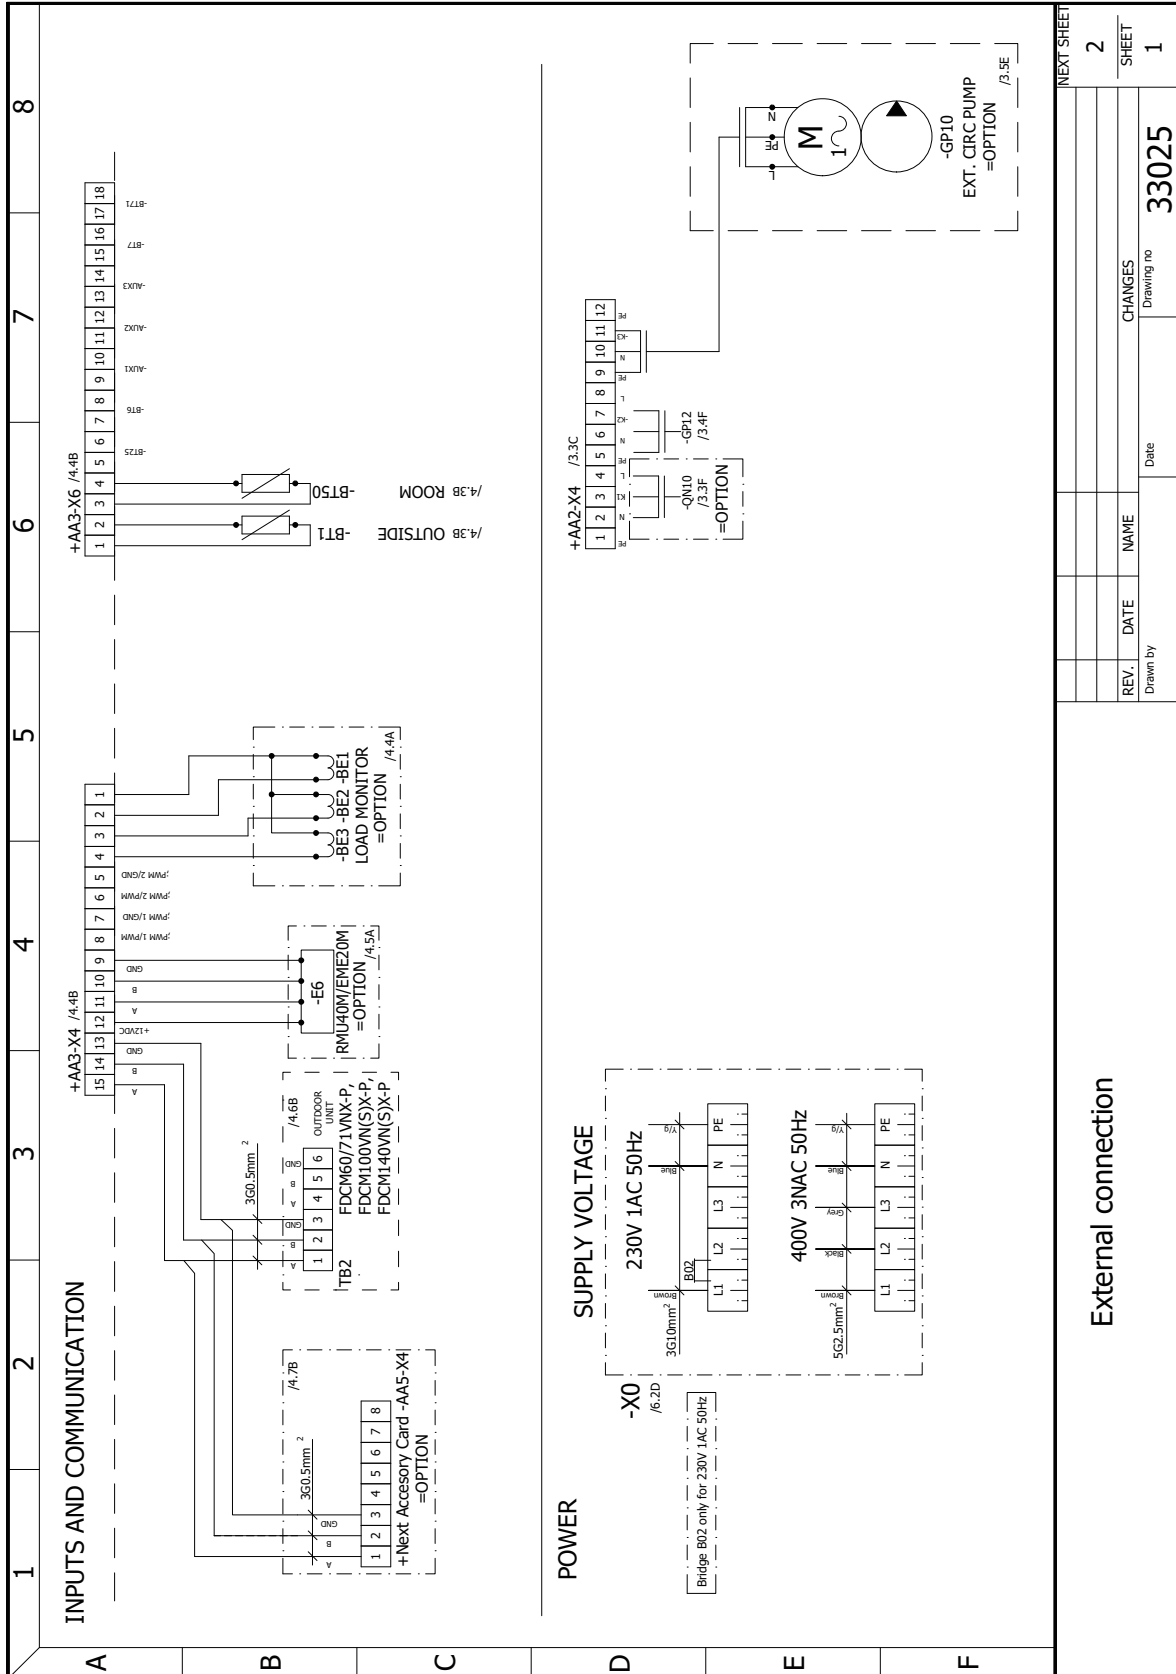 1 2 3 4 5 6 7 8
A
B
C
D
E
F
INPUTS AND COMMUNICATION
+AA3-X4 /4.4B
15 14 13 12 11 10 9 8 7 6 5 4 3 2 1
A
B
GND
+12VDC
A
B
GND
;PWM 1/PWM
;PWM 1/GND
;PWM 2/PWM
;PWM 2/GND
+AA3-X6 /4.4B
1 2 3 4 5 6 7 8 9 10 11 12 13 14 15 16 17 18
-BT25
-BT6
-AUX1
-AUX2
-AUX3
-BT7
-BT71
-BT1
OUTSIDE /4.3B
-BT50
ROOM /4.3B
/4.7B
3G0.5mm²
A
B
GND
1 2 3 4 5 6 7 8
+Next Accesory Card -AA5-X4
=OPTION
3G0.5mm²
/4.6B
OUTDOOR
UNIT
A
B
GND
A
B
GND
1 2 3 4 5 6
TB2
FDCM60/71VNX-P,
FDCM100VN(S)X-P,
FDCM140VN(S)X-P
-E6
RMU40M/EME20M
=OPTION /4.5A
-BE3 -BE2 -BE1
LOAD MONITOR
=OPTION
/4.4A
POWER
-X0
/6.2D
Bridge B02 only for 230V 1AC 50Hz
SUPPLY VOLTAGE
230V 1AC 50Hz
3G10mm²
Brown
Blue
Y/g
B02
L1 L2 L3 N PE
400V 3NAC 50Hz
5G2.5mm²
Brown
Black
Grey
Blue
Y/g
L1 L2 L3 N PE
+AA2-X4 /3.3C
1 2 3 4 5 6 7 8 9 10 11 12
PE
N
K1
L
PE
N
-K2
L
PE
N
-K3
PE
-QN10
/3.3F
=OPTION
-GP12
/3.4F
L
PE
N
M
1
-GP10
EXT. CIRC PUMP
=OPTION
/3.5E
External connection
REV.
DATE
NAME
CHANGES
Drawn by
Date
Drawing no
33025
NEXT SHEET
2
SHEET
1